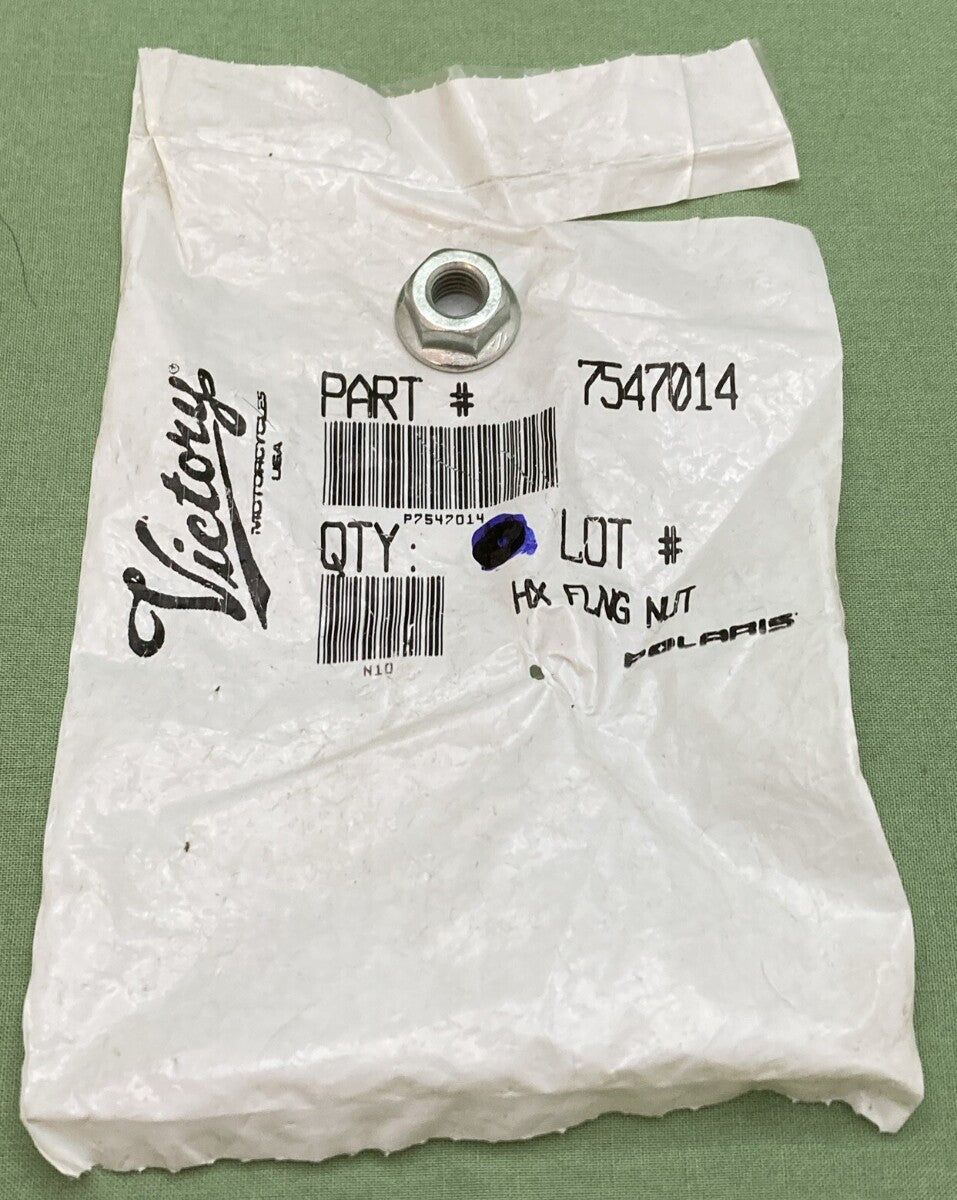 Victory®
MOTORCYCLES
USA
PART # 7547014
P7547014
QTY: LOT #
HX FLNG NUT
N10
POLARIS